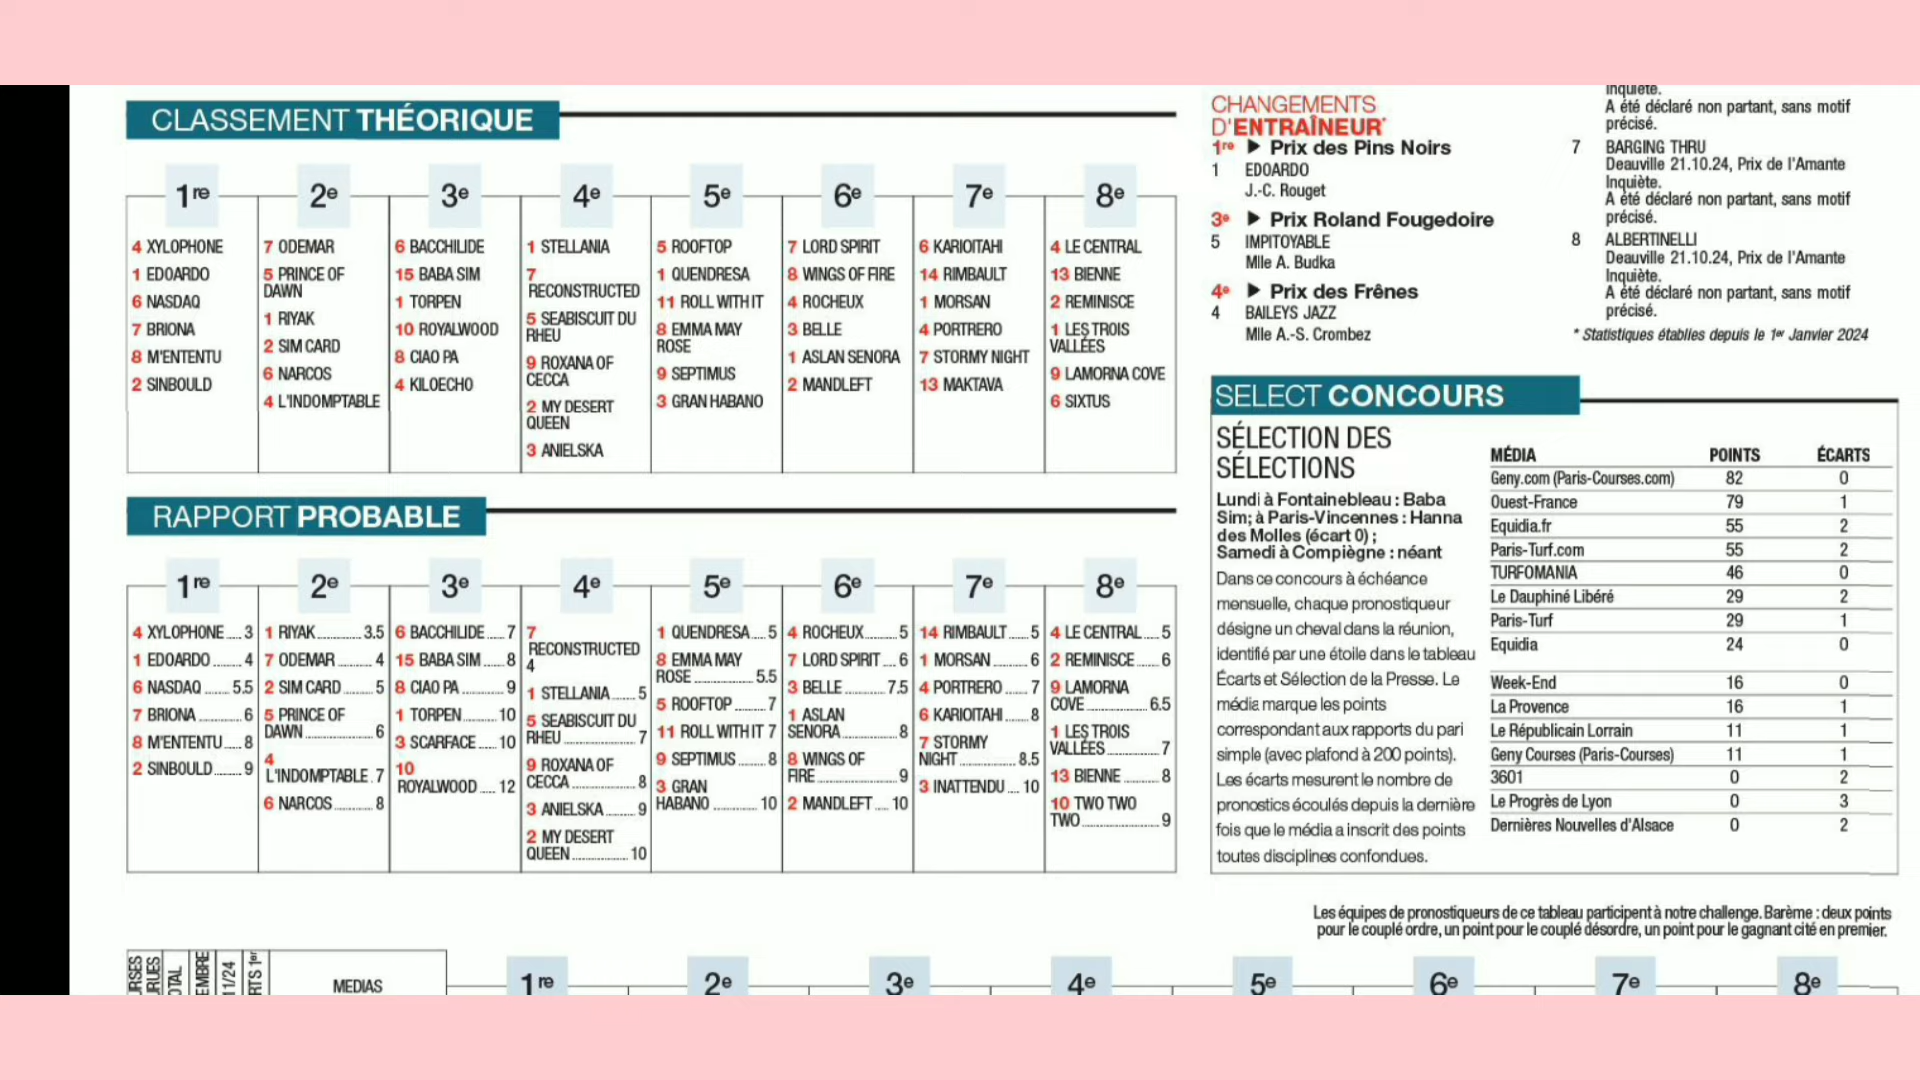 CLASSEMENT THÉORIQUE
1re
4 XYLOPHONE
1 EDOARDO
6 NASDAQ
7 BRIONA
8 M'ENTENTU
2 SINBOULD
2e
7 ODEMAR
5 PRINCE OF
DAWN
1 RIYAK
2 SIM CARD
6 NARCOS
4 L'INDOMPTABLE
3e
6 BACCHILIDE
15 BABA SIM
1 TORPEN
10 ROYALWOOD
8 CIAO PA
4 KILOECHO
4e
1 STELLANIA
7
RECONSTRUCTED
5 SEABISCUIT DU
RHEU
9 ROXANA OF
CECCA
2 MY DESERT
QUEEN
3 ANIELSKA
5e
5 ROOFTOP
1 QUENDRESA
11 ROLL WITH IT
8 EMMA MAY
ROSE
9 SEPTIMUS
3 GRAN HABANO
6e
7 LORD SPIRIT
8 WINGS OF FIRE
4 ROCHEUX
3 BELLE
1 ASLAN SENORA
2 MANDLEFT
7e
6 KARIOITAHI
14 RIMBAULT
1 MORSAN
4 PORTRERO
7 STORMY NIGHT
13 MAKTAVA
8e
4 LE CENTRAL
13 BIENNE
2 REMINISCE
1 LES TROIS
VALLÉES
9 LAMORNA COVE
6 SIXTUS
RAPPORT PROBABLE
1re
4 XYLOPHONE.....3
1 EDOARDO.....4
6 NASDAQ.....5.5
7 BRIONA.....6
8 M'ENTENTU.....8
2 SINBOULD.....9
2e
1 RIYAK.....3.5
7 ODEMAR.....4
2 SIM CARD.....5
5 PRINCE OF
DAWN.....6
4
L'INDOMPTABLE.7
6 NARCOS.....8
3e
6 BACCHILIDE.....7
15 BABA SIM.....8
8 CIAO PA.....9
1 TORPEN.....10
3 SCARFACE.....10
10
ROYALWOOD.....12
4e
7
RECONSTRUCTED
4
1 STELLANIA.....5
5 SEABISCUIT DU
RHEU.....7
9 ROXANA OF
CECCA.....8
3 ANIELSKA.....9
2 MY DESERT
QUEEN.....10
5e
1 QUENDRESA.....5
8 EMMA MAY
ROSE.....5.5
5 ROOFTOP.....7
11 ROLL WITH IT 7
9 SEPTIMUS.....8
3 GRAN
HABANO.....10
6e
4 ROCHEUX.....5
7 LORD SPIRIT.....6
3 BELLE.....7.5
1 ASLAN
SENORA.....8
8 WINGS OF
FIRE.....9
2 MANDLEFT.....10
7e
14 RIMBAULT.....5
1 MORSAN.....6
4 PORTRERO.....7
6 KARIOITAHI.....8
7 STORMY
NIGHT.....8.5
3 INATTENDU.....10
8e
4 LE CENTRAL.....5
2 REMINISCE.....6
9 LAMORNA
COVE.....6.5
1 LES TROIS
VALLÉES.....7
13 BIENNE.....8
10 TWO TWO
TWO.....9
CHANGEMENTS
D'ENTRAÎNEUR*
1re ▶ Prix des Pins Noirs
1 EDOARDO
J.-C. Rouget
3e ▶ Prix Roland Fougedoire
5 IMPITOYABLE
Mlle A. Budka
4e ▶ Prix des Frênes
4 BAILEYS JAZZ
Mlle A.-S. Crombez
Inquiète.
A été déclaré non partant, sans motif
précisé.
7 BARGING THRU
Deauville 21.10.24, Prix de l'Amante
Inquiète.
A été déclaré non partant, sans motif
précisé.
8 ALBERTINELLI
Deauville 21.10.24, Prix de l'Amante
Inquiète.
A été déclaré non partant, sans motif
précisé.
* Statistiques établies depuis le 1er Janvier 2024
SELECT CONCOURS
SÉLECTION DES
SÉLECTIONS
Lundi à Fontainebleau : Baba
Sim; à Paris-Vincennes : Hanna
des Molles (écart 0) ;
Samedi à Compiègne : néant
Dans ce concours à échéance
mensuelle, chaque pronostiqueur
désigne un cheval dans la réunion,
identifié par une étoile dans le tableau
Écarts et Sélection de la Presse. Le
média marque les points
correspondant aux rapports du pari
simple (avec plafond à 200 points).
Les écarts mesurent le nombre de
pronostics écoulés depuis la dernière
fois que le média a inscrit des points
toutes disciplines confondues.
MÉDIA POINTS ÉCARTS
Geny.com (Paris-Courses.com) 82 0
Ouest-France 79 1
Equidia.fr 55 2
Paris-Turf.com 55 2
TURFOMANIA 46 0
Le Dauphiné Libéré 29 2
Paris-Turf 29 1
Equidia 24 0
Week-End 16 0
La Provence 16 1
Le Républicain Lorrain 11 1
Geny Courses (Paris-Courses) 11 1
3601 0 2
Le Progrès de Lyon 0 3
Dernières Nouvelles d'Alsace 0 2
Les équipes de pronostiqueurs de ce tableau participent à notre challenge. Barème : deux points
pour le couplé ordre, un point pour le couplé désordre, un point pour le gagnant cité en premier.
MEDIAS 1re 2e 3e 4e 5e 6e 7e 8e